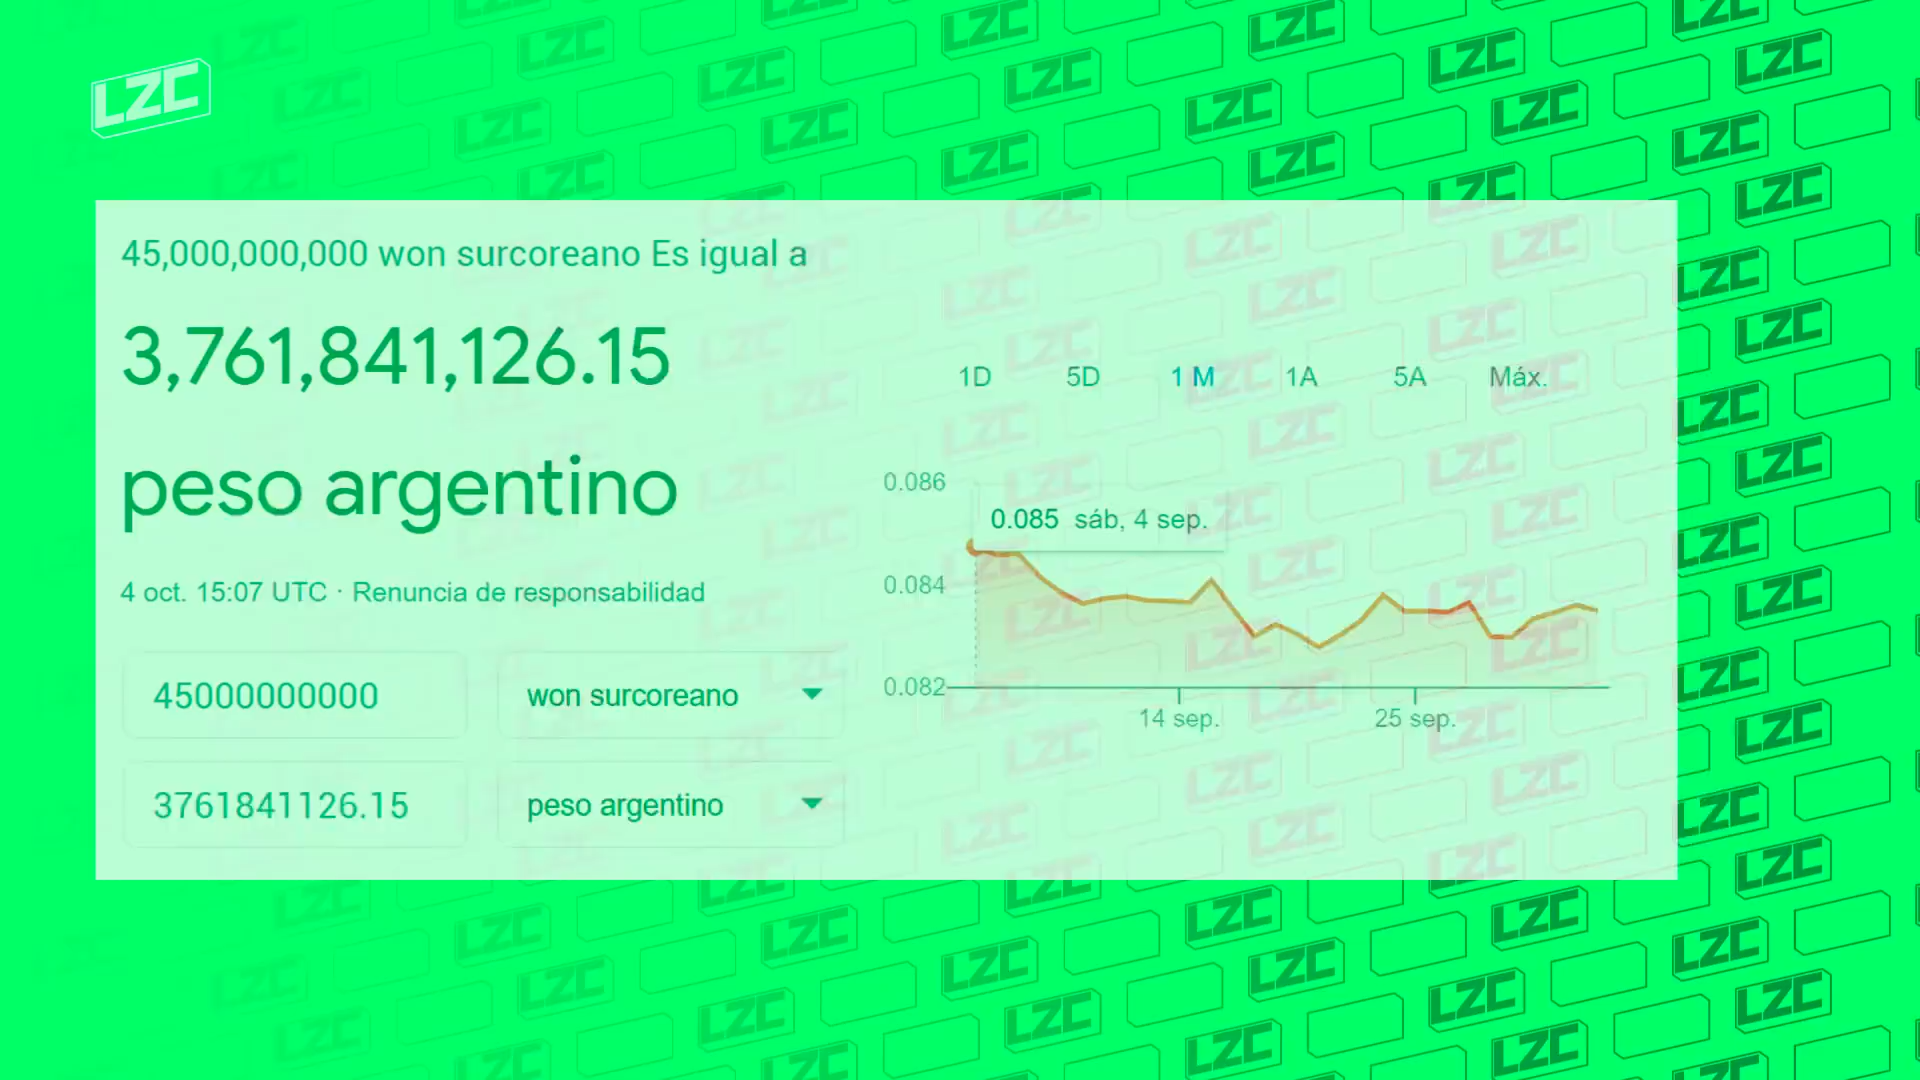 LZC
45,000,000,000 won surcoreano Es igual a
3,761,841,126.15
peso argentino
4 oct. 15:07 UTC · Renuncia de responsabilidad
45000000000 won surcoreano
3761841126.15 peso argentino
1D 5D 1 M 1A 5A Máx.
0.086
0.085 sáb, 4 sep.
0.084
0.082
14 sep. 25 sep.